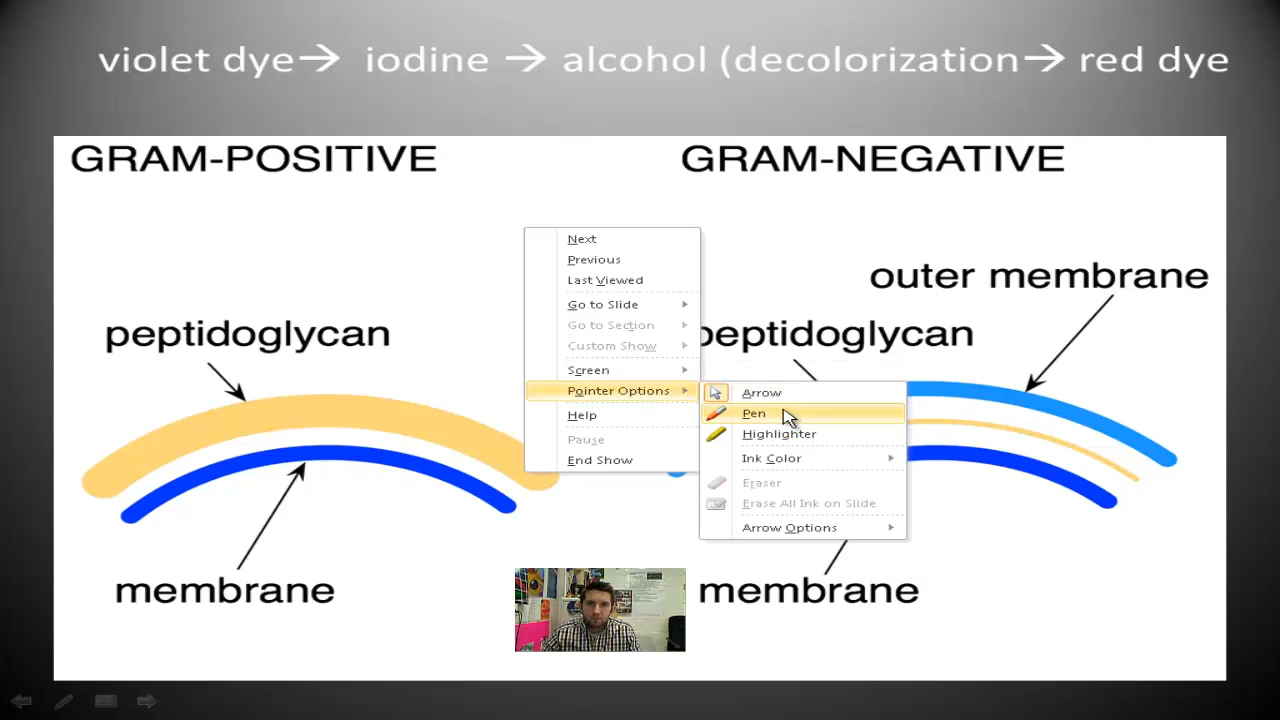 violet dye→ iodine → alcohol (decolorization→ red dye
GRAM-POSITIVE
GRAM-NEGATIVE
outer membrane
peptidoglycan
peptidoglycan
membrane
membrane
Next
Previous
Last Viewed
Go to Slide
Go to Section
Custom Show
Screen
Pointer Options
Help
Pause
End Show
Arrow
Pen
Highlighter
Ink Color
Eraser
Erase All Ink on Slide
Arrow Options